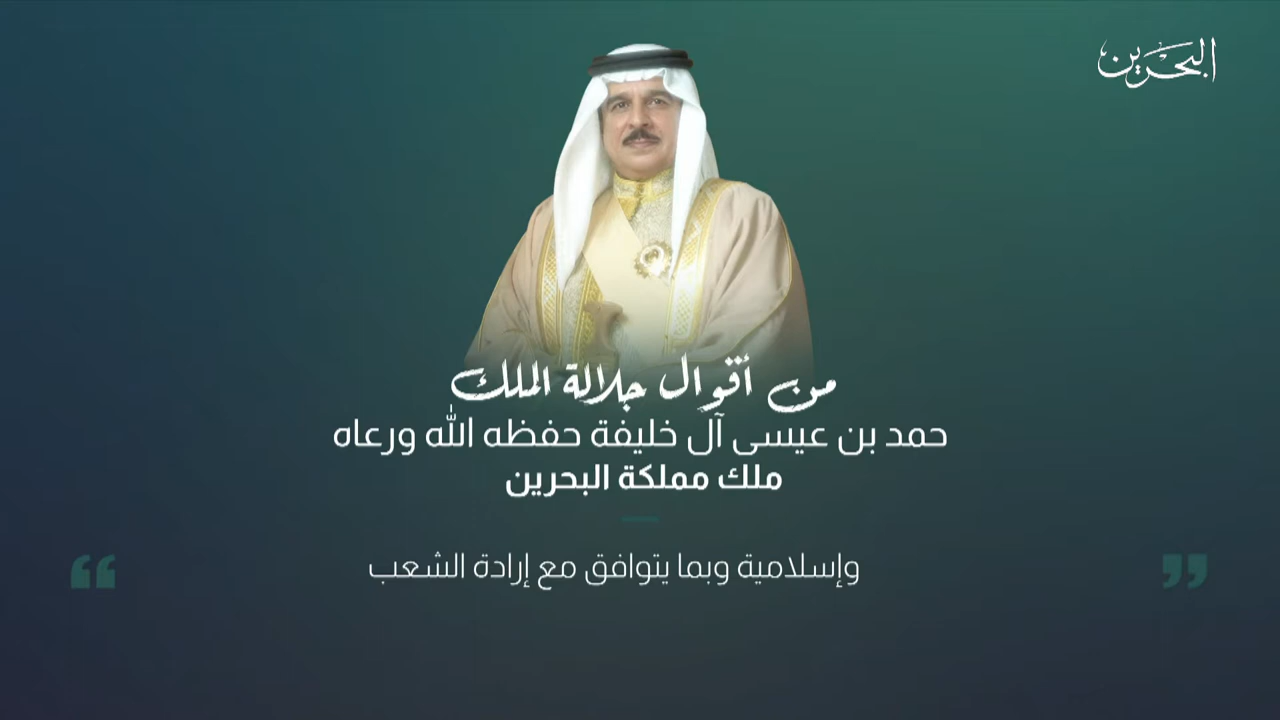 البحرين
من أقوال جلالة الملك
حمد بن عيسى آل خليفة حفظه الله ورعاه
ملك مملكة البحرين
وإسلامية وبما يتوافق مع إرادة الشعب